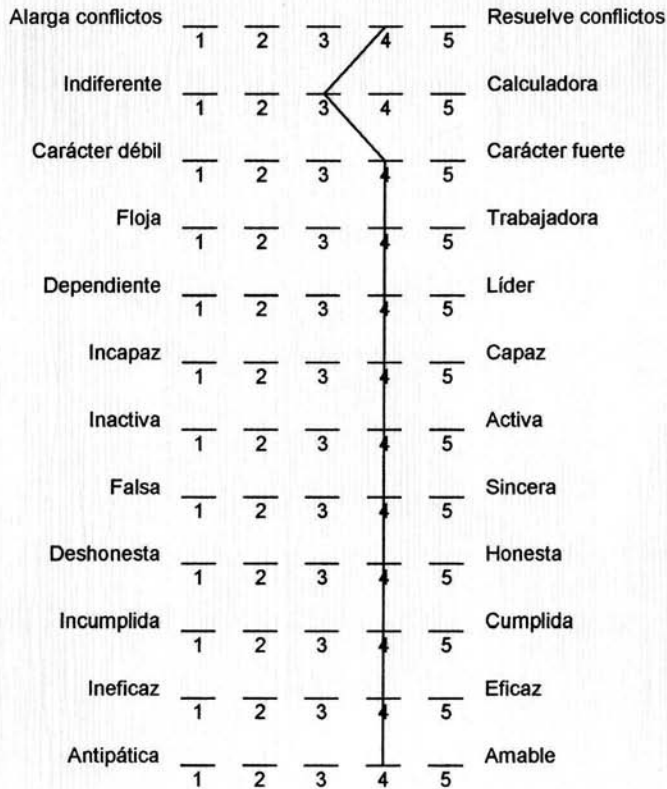 Alarga conflictos 1 2 3 4 5 Resuelve conflictos
Indiferente 1 2 3 4 5 Calculadora
Carácter débil 1 2 3 4 5 Carácter fuerte
Floja 1 2 3 4 5 Trabajadora
Dependiente 1 2 3 4 5 Líder
Incapaz 1 2 3 4 5 Capaz
Inactiva 1 2 3 4 5 Activa
Falsa 1 2 3 4 5 Sincera
Deshonesta 1 2 3 4 5 Honesta
Incumplida 1 2 3 4 5 Cumplida
Ineficaz 1 2 3 4 5 Eficaz
Antipática 1 2 3 4 5 Amable